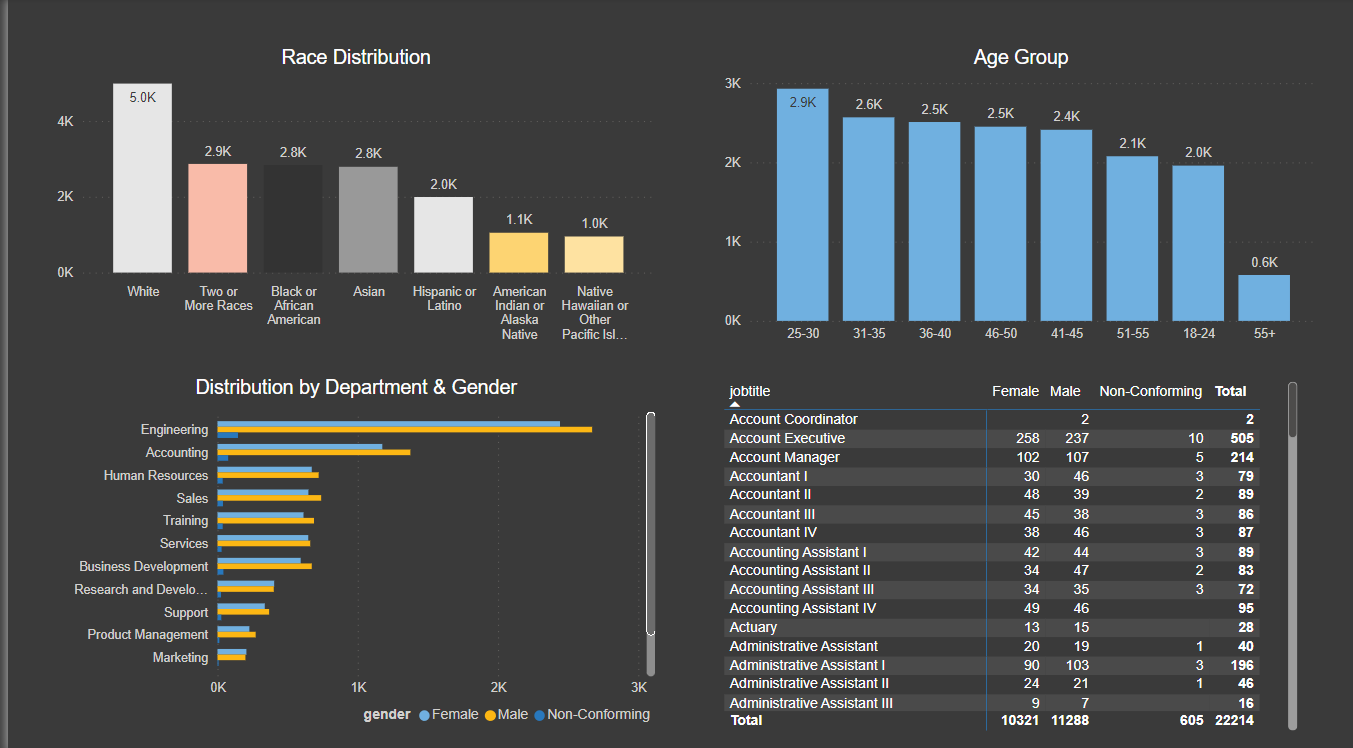 Race Distribution
4K
2K
0K
5.0K
2.9K
2.8K
2.8K
2.0K
1.1K
1.0K
White
Two or
More Races
Black or
African
American
Asian
Hispanic or
Latino
American
Indian or
Alaska
Native
Native
Hawaiian or
Other
Pacific Isl...
Age Group
3K
2K
1K
0K
2.9K
2.6K
2.5K
2.5K
2.4K
2.1K
2.0K
0.6K
25-30
31-35
36-40
46-50
41-45
51-55
18-24
55+
Distribution by Department & Gender
Engineering
Accounting
Human Resources
Sales
Training
Services
Business Development
Research and Develo...
Support
Product Management
Marketing
0K 1K 2K 3K
gender Female Male Non-Conforming
jobtitle Female Male Non-Conforming Total
Account Coordinator 2 2
Account Executive 258 237 10 505
Account Manager 102 107 5 214
Accountant I 30 46 3 79
Accountant II 48 39 2 89
Accountant III 45 38 3 86
Accountant IV 38 46 3 87
Accounting Assistant I 42 44 3 89
Accounting Assistant II 34 47 2 83
Accounting Assistant III 34 35 3 72
Accounting Assistant IV 49 46 95
Actuary 13 15 28
Administrative Assistant 20 19 1 40
Administrative Assistant I 90 103 3 196
Administrative Assistant II 24 21 1 46
Administrative Assistant III 9 7 16
Total 10321 11288 605 22214